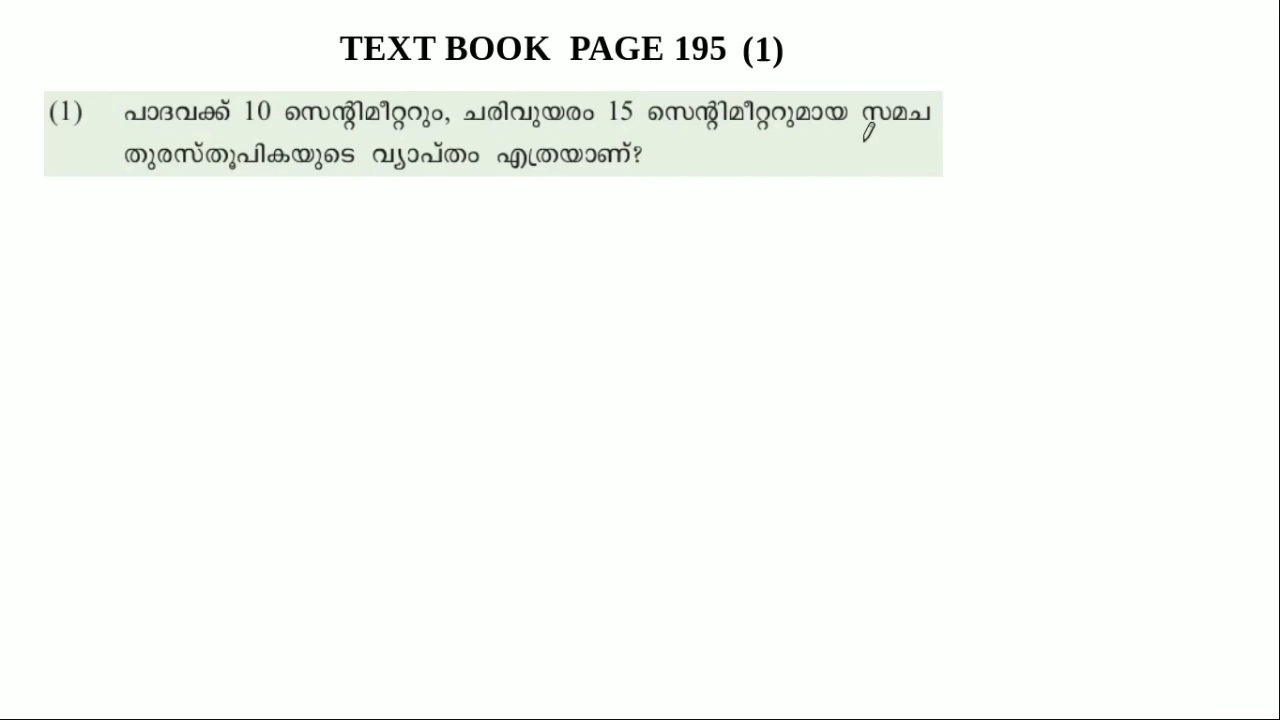 TEXT BOOK PAGE 195 (1)
(1) പാദവക്ക് 10 സെന്റിമീറ്ററും, ചരിവുയരം 15 സെന്റിമീറ്ററുമായ സമച
തുരസ്തൂപികയുടെ വ്യാപ്തം എത്രയാണ്?